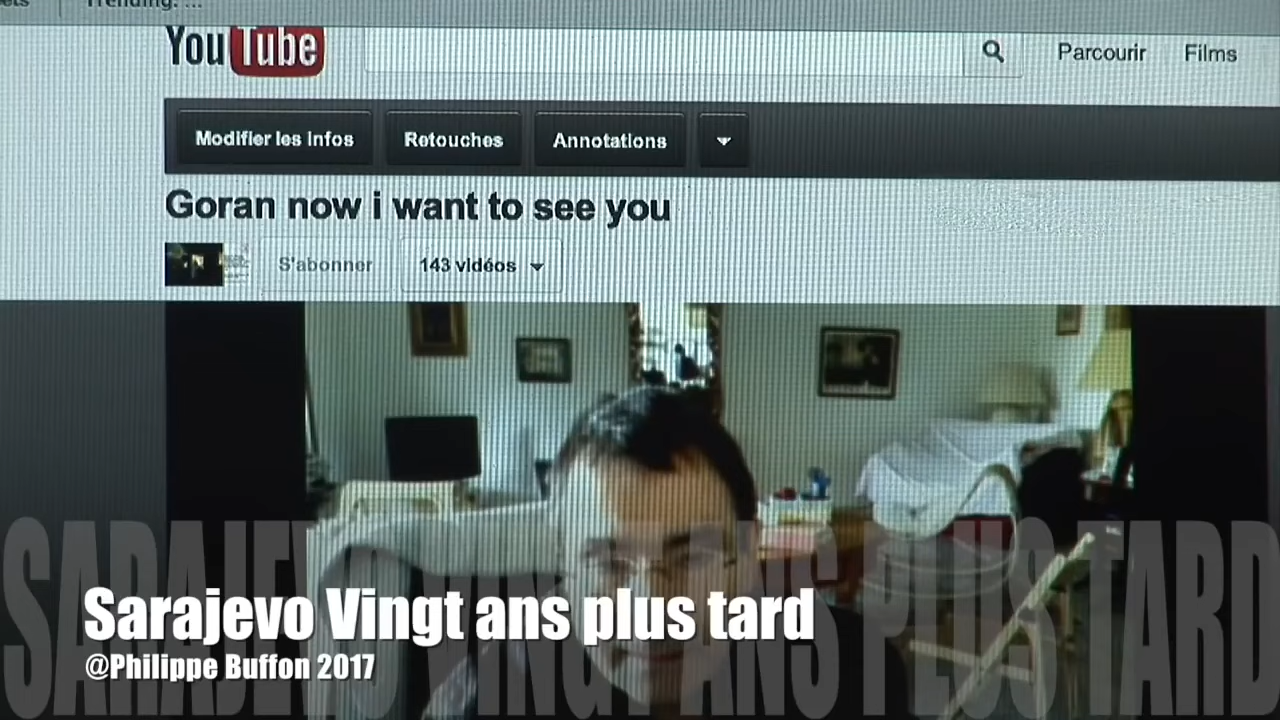 Trending: ...
YouTube
Parcourir
Films
Modifier les infos
Retouches
Annotations
Goran now i want to see you
S'abonner
143 vidéos
SARAJEVO VINGT ANS PLUS TARD
Sarajevo Vingt ans plus tard
@Philippe Buffon 2017